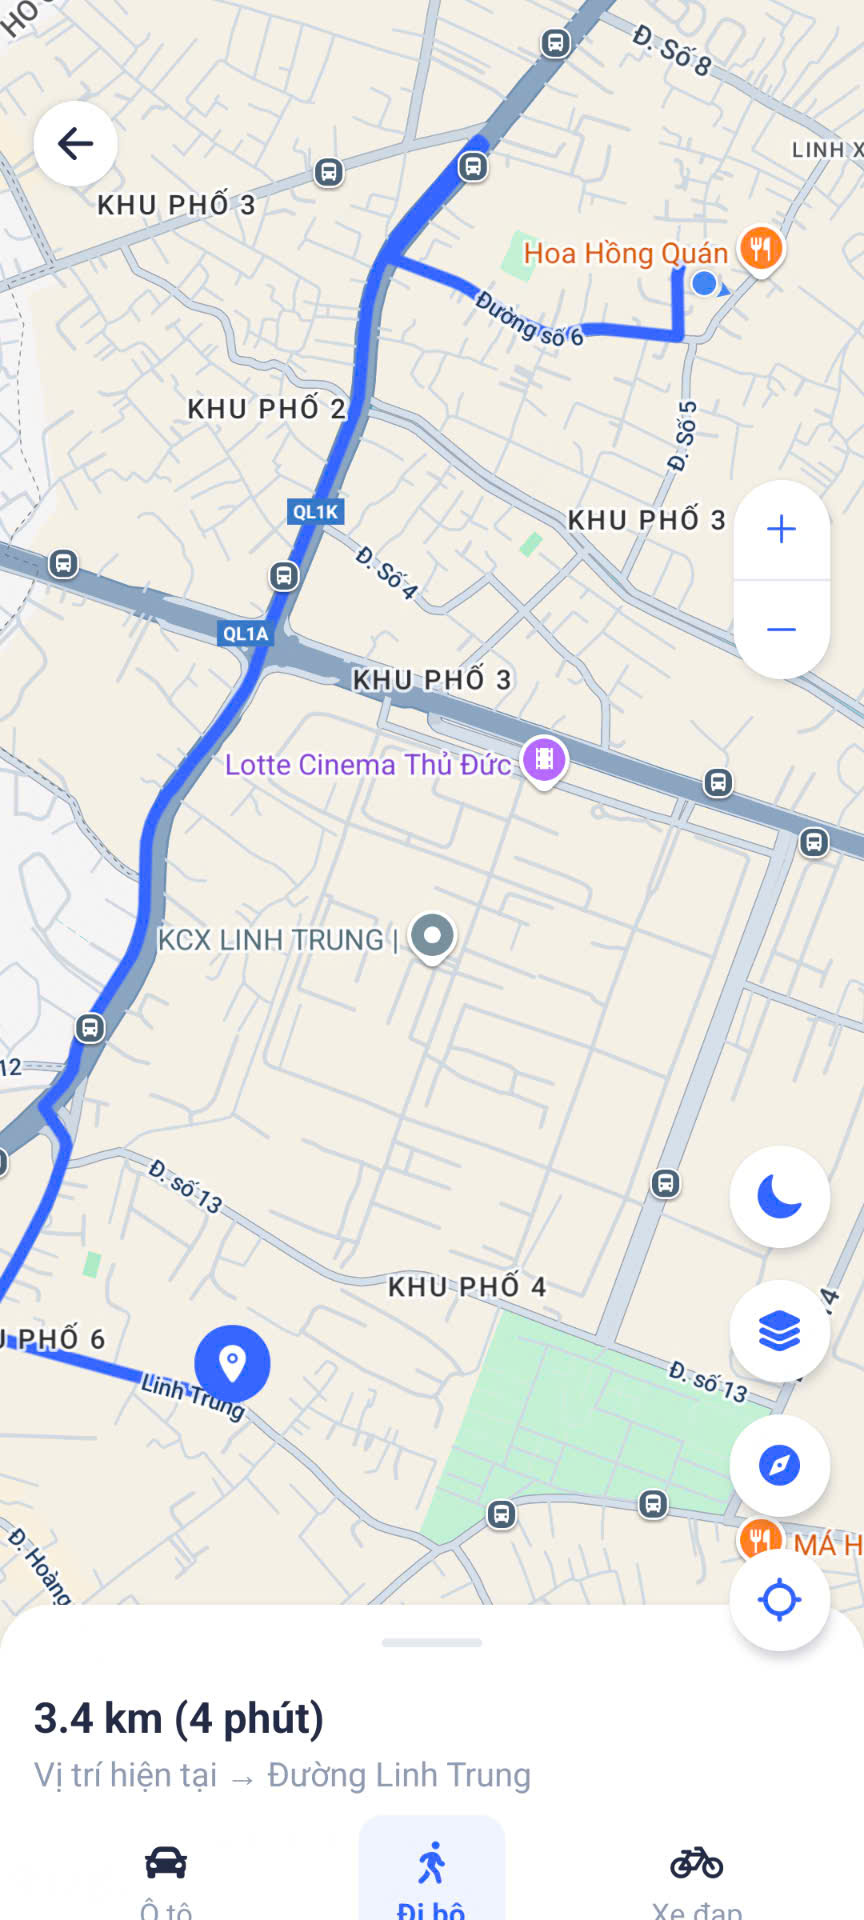 Đ. Số 8
LINH X
KHU PHỐ 3
Hoa Hồng Quán
Đường số 6
KHU PHỐ 2
Đ. Số 5
QL1K
KHU PHỐ 3
Đ. Số 4
QL1A
KHU PHỐ 3
Lotte Cinema Thủ Đức
KCX LINH TRUNG |
12
Đ. số 13
KHU PHỐ 4
PHỐ 6
Linh Trung
Đ. số 13
Đ. Hoàng
MÁ H
3.4 km (4 phút)
Vị trí hiện tại → Đường Linh Trung
Ô tô
Đi bộ
Xe đạp